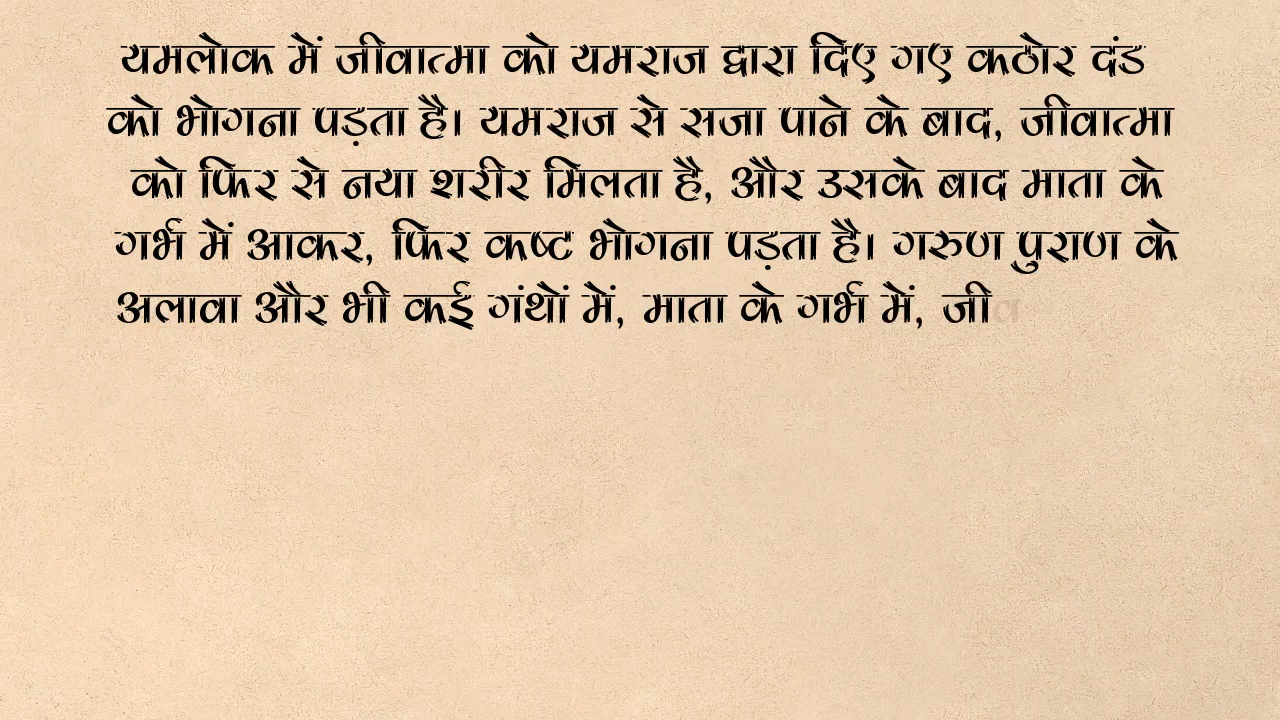 यमलोक में जीवात्मा को यमराज द्वारा दिए गए कठोर दंड
को भोगना पड़ता है। यमराज से सजा पाने के बाद, जीवात्मा
को फिर से नया शरीर मिलता है, और उसके बाद माता के
गर्भ में आकर, फिर कष्ट भोगना पड़ता है। गरुण पुराण के
अलावा और भी कई गंथों में, माता के गर्भ में, जीव